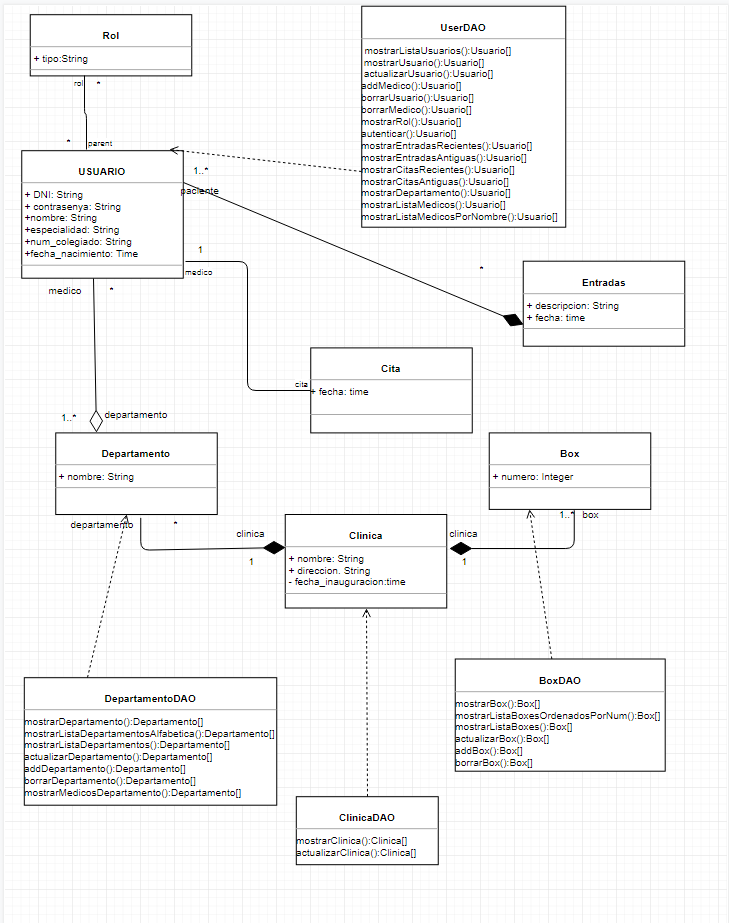 Rol
+ tipo:String
rol
*
*
parent
UserDAO
mostrarListaUsuarios():Usuario[]
mostrarUsuario():Usuario[]
actualizarUsuario():Usuario[]
addMedico():Usuario[]
borrarUsuario():Usuario[]
borrarMedico():Usuario[]
mostrarRol():Usuario[]
autenticar():Usuario[]
mostrarEntradasRecientes():Usuario[]
mostrarEntradasAntiguas():Usuario[]
mostrarCitasRecientes():Usuario[]
mostrarCitasAntiguas():Usuario[]
mostrarDepartamento():Usuario[]
mostrarListaMedicos():Usuario[]
mostrarListaMedicosPorNombre():Usuario[]
USUARIO
+ DNI: String
+ contrasenya: String
+nombre: String
+especialidad: String
+num_colegiado: String
+fecha_nacimiento: Time
1..*
paciente
1
medico
*
Entradas
+ descripcion: String
+ fecha: time
medico
*
Cita
cita
+ fecha: time
1..*
departamento
Departamento
+ nombre: String
departamento
*
Box
+ numero: Integer
1..*
box
clinica
1
Clinica
+ nombre: String
+ direccion. String
- fecha_inauguracion:time
clinica
1
DepartamentoDAO
mostrarDepartamento():Departamento[]
mostrarListaDepartamentosAlfabetica():Departamento[]
mostrarListaDepartamentos():Departamento[]
actualizarDepartamento():Departamento[]
addDepartamento():Departamento[]
borrarDepartamento():Departamento[]
mostrarMedicosDepartamento():Departamento[]
BoxDAO
mostrarBox():Box[]
mostrarListaBoxesOrdenadosPorNum():Box[]
mostrarListaBoxes():Box[]
actualizarBox():Box[]
addBox():Box[]
borrarBox():Box[]
ClinicaDAO
mostrarClinica():Clinica[]
actualizarClinica():Clinica[]